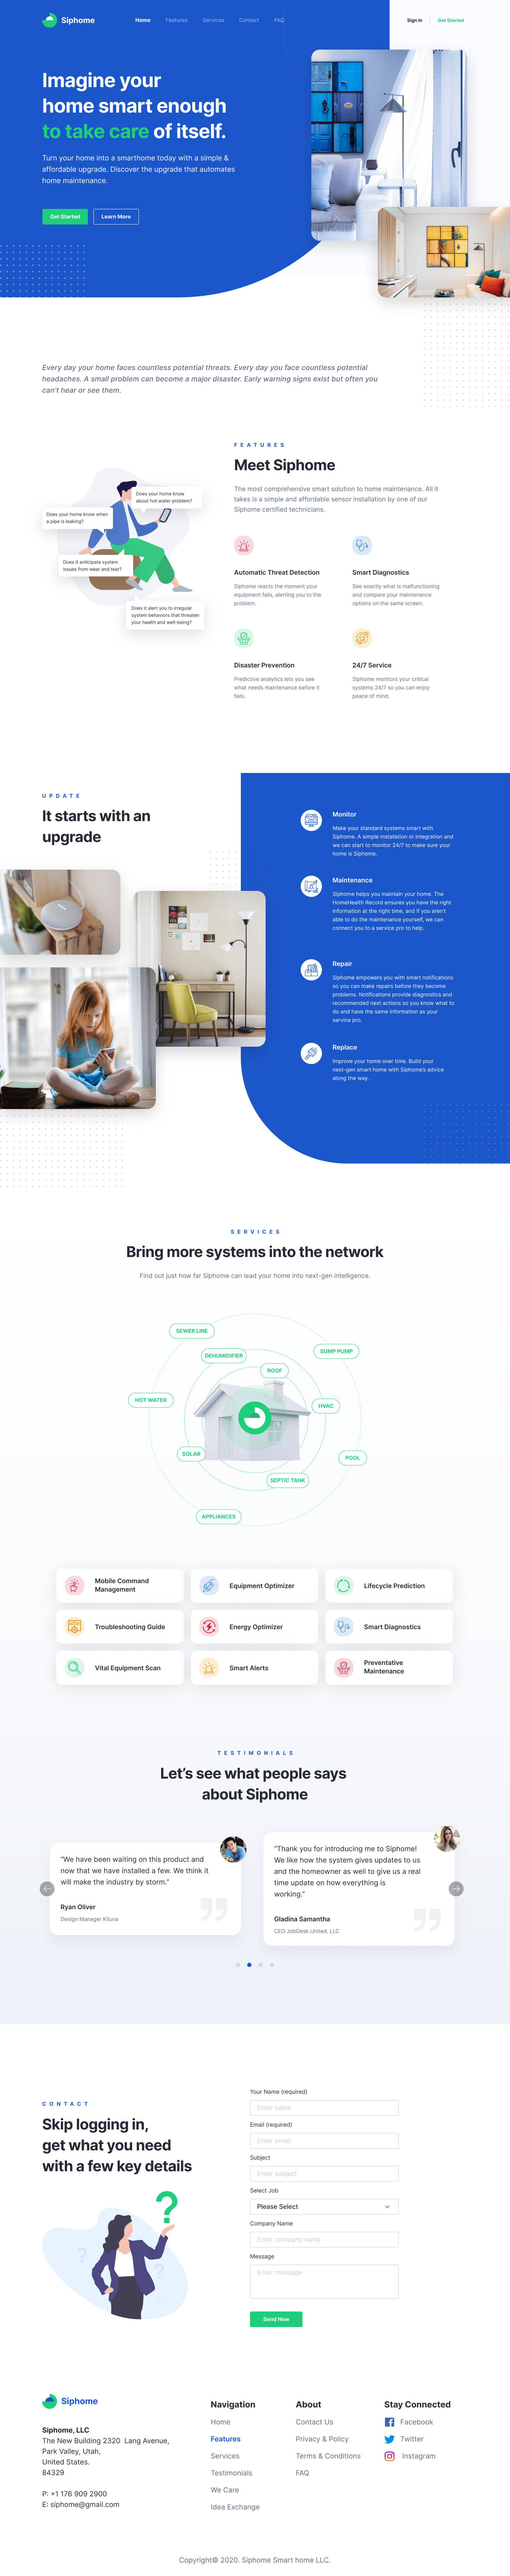 Siphome
Home
Features
Services
Contact
FAQ
Sign In
Get Started
Imagine your
home smart enough
to take care of itself.
Turn your home into a smarthome today with a simple &
affordable upgrade. Discover the upgrade that automates
home maintenance.
Get Started
Learn More
Every day your home faces countless potential threats. Every day you face countless potential
headaches. A small problem can become a major disaster. Early warning signs exist but often you
can't hear or see them.
Does your home know
about hot water problem?
Does your home know when
a pipe is leaking?
Does it anticipate system
issues from wear and tear?
Does it alert you to irregular
system behaviors that threaten
your health and well-being?
FEATURES
Meet Siphome
The most comprehensive smart solution to home maintenance. All it
takes is a simple and affordable sensor installation by one of our
Siphome certified technicians.
Automatic Threat Detection
Siphome reacts the moment your
equipment fails, alerting you to the
problem.
Smart Diagnostics
See exactly what is malfunctioning
and compare your maintenance
options on the same screen.
Disaster Prevention
Predictive analytics lets you see
what needs maintenance before it
fails.
24/7 Service
Siphome monitors your critical
systems 24/7 so you can enjoy
peace of mind.
UPDATE
It starts with an
upgrade
Monitor
Make your standard systems smart with
Siphome. A simple installation or integration and
we can start to monitor 24/7 to make sure your
home is Siphome.
Maintenance
Siphome helps you maintain your home. The
HomeHealth Record ensures you have the right
information at the right time, and if you aren't
able to do the maintenance yourself, we can
connect you to a service pro to help.
Repair
Siphome empowers you with smart notifications
so you can make repairs before they become
problems. Notifications provide diagnostics and
recommended next actions so you know what to
do and have the same information as your
service pro.
Replace
Improve your home over time. Build your
next-gen smart home with Siphome's advice
along the way.
SERVICES
Bring more systems into the network
Find out just how far Siphome can lead your home into next-gen intelligence.
SEWER LINE
SUMP PUMP
DEHUMIDIFIER
ROOF
HOT WATER
HVAC
SOLAR
POOL
SEPTIC TANK
APPLIANCES
Mobile Command
Management
Equipment Optimizer
Lifecycle Prediction
Troubleshooting Guide
Energy Optimizer
Smart Diagnostics
Vital Equipment Scan
Smart Alerts
Preventative
Maintenance
TESTIMONIALS
Let's see what people says
about Siphome
"We have been waiting on this product and
now that we have installed a few. We think it
will make the industry by storm."
Ryan Oliver
Design Manager Kliuna
"Thank you for introducing me to Siphome!
We like how the system gives updates to us
and the homeowner as well to give us a real
time update on how everything is
working."
Gladina Samantha
CEO JobDesk United, LLC
CONTACT
Skip logging in,
get what you need
with a few key details
Your Name (required)
Enter name
Email (required)
Enter email
Subject
Enter subject
Select Job
Please Select
Company Name
Enter company name
Message
Enter message
Send Now
Siphome
Siphome, LLC
The New Building 2320 Lang Avenue,
Park Valley, Utah,
United States.
84329
P: +1 176 909 2900
E: siphome@gmail.com
Navigation
Home
Features
Services
Testimonials
We Care
Idea Exchange
About
Contact Us
Privacy & Policy
Terms & Conditions
FAQ
Stay Connected
Facebook
Twitter
Instagram
Copyright© 2020. Siphome Smart home LLC.